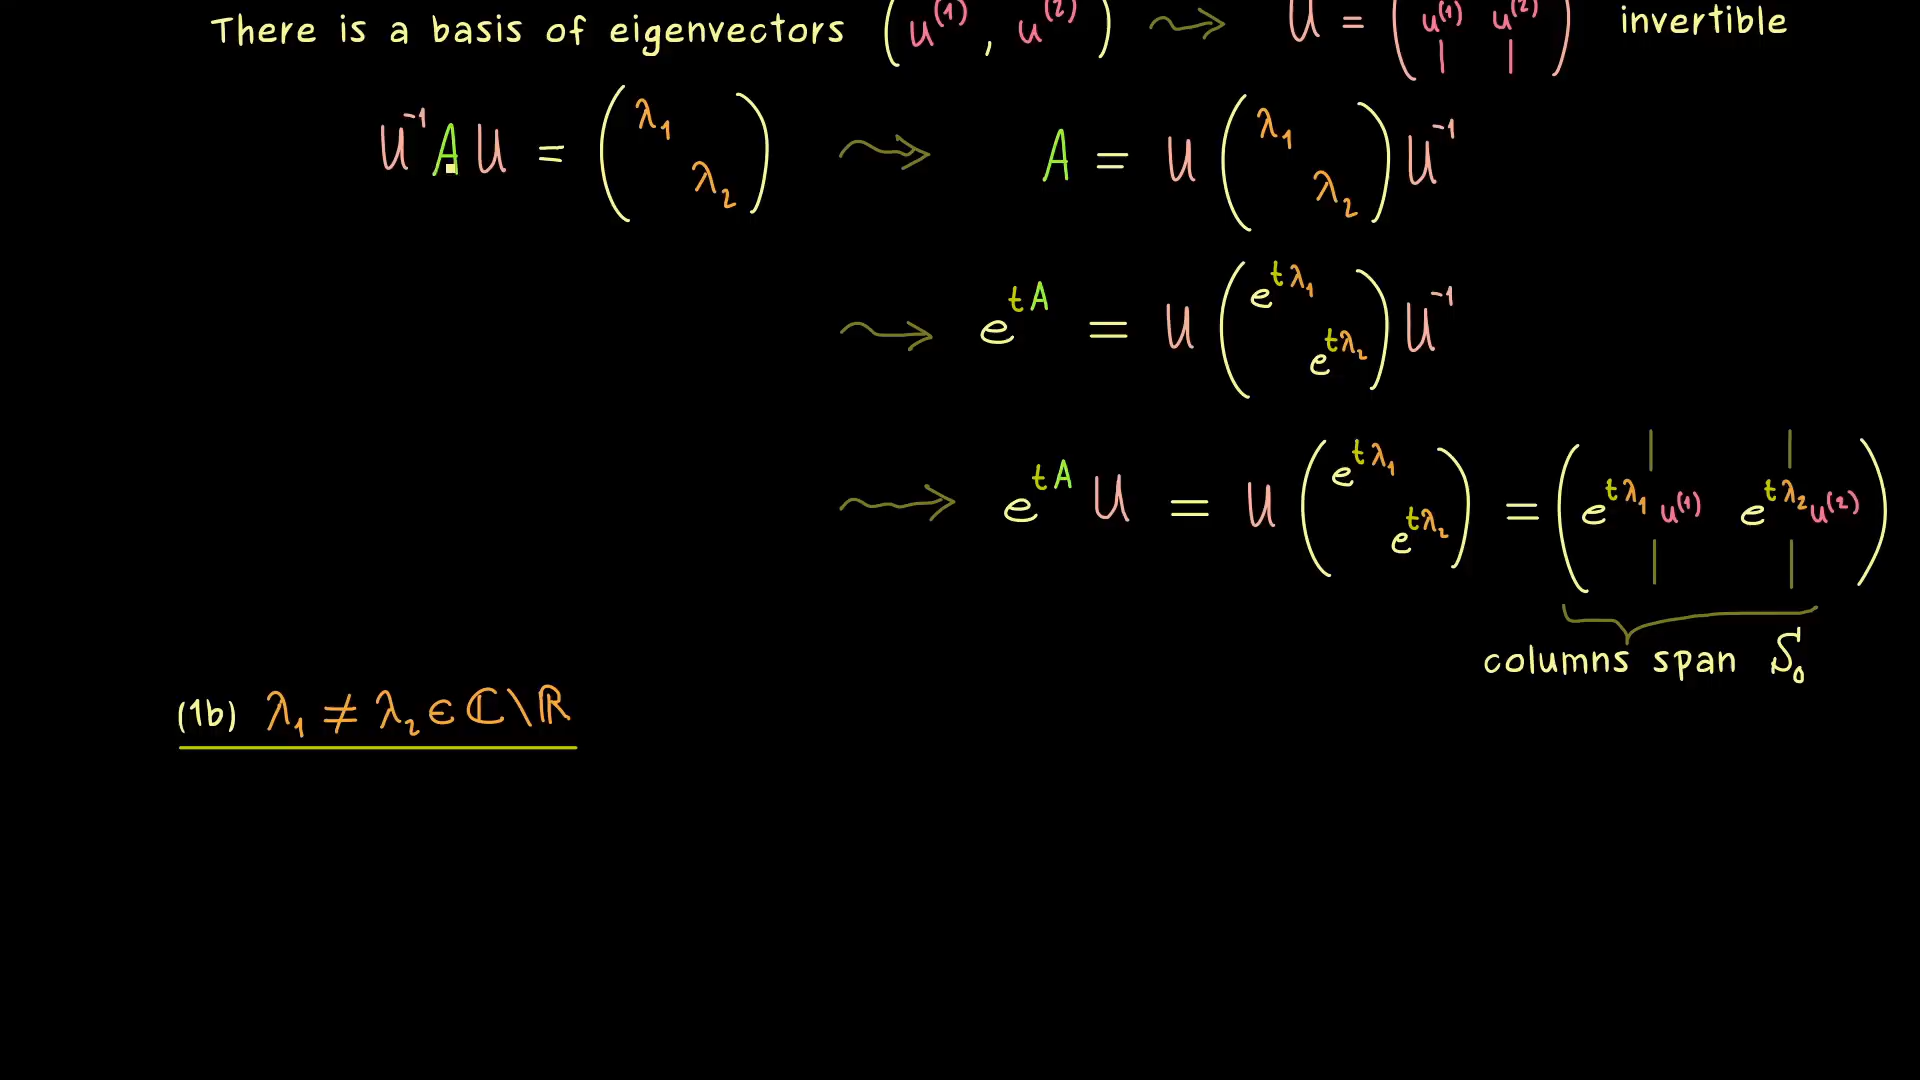 There is a basis of eigenvectors (u⁽¹⁾, u⁽²⁾) ⇝ U = (u⁽¹⁾ u⁽²⁾) invertible
U⁻¹ A U = (λ₁ λ₂) ⇝ A = U (λ₁ λ₂) U⁻¹
⇝ e^{tA} = U (e^{tλ₁} e^{tλ₂}) U⁻¹
⇝ e^{tA} U = U (e^{tλ₁} e^{tλ₂}) = (e^{tλ₁} u⁽¹⁾ e^{tλ₂} u⁽²⁾)
columns span S₀
(1b) λ₁ ≠ λ₂ ∈ ℂ \ ℝ